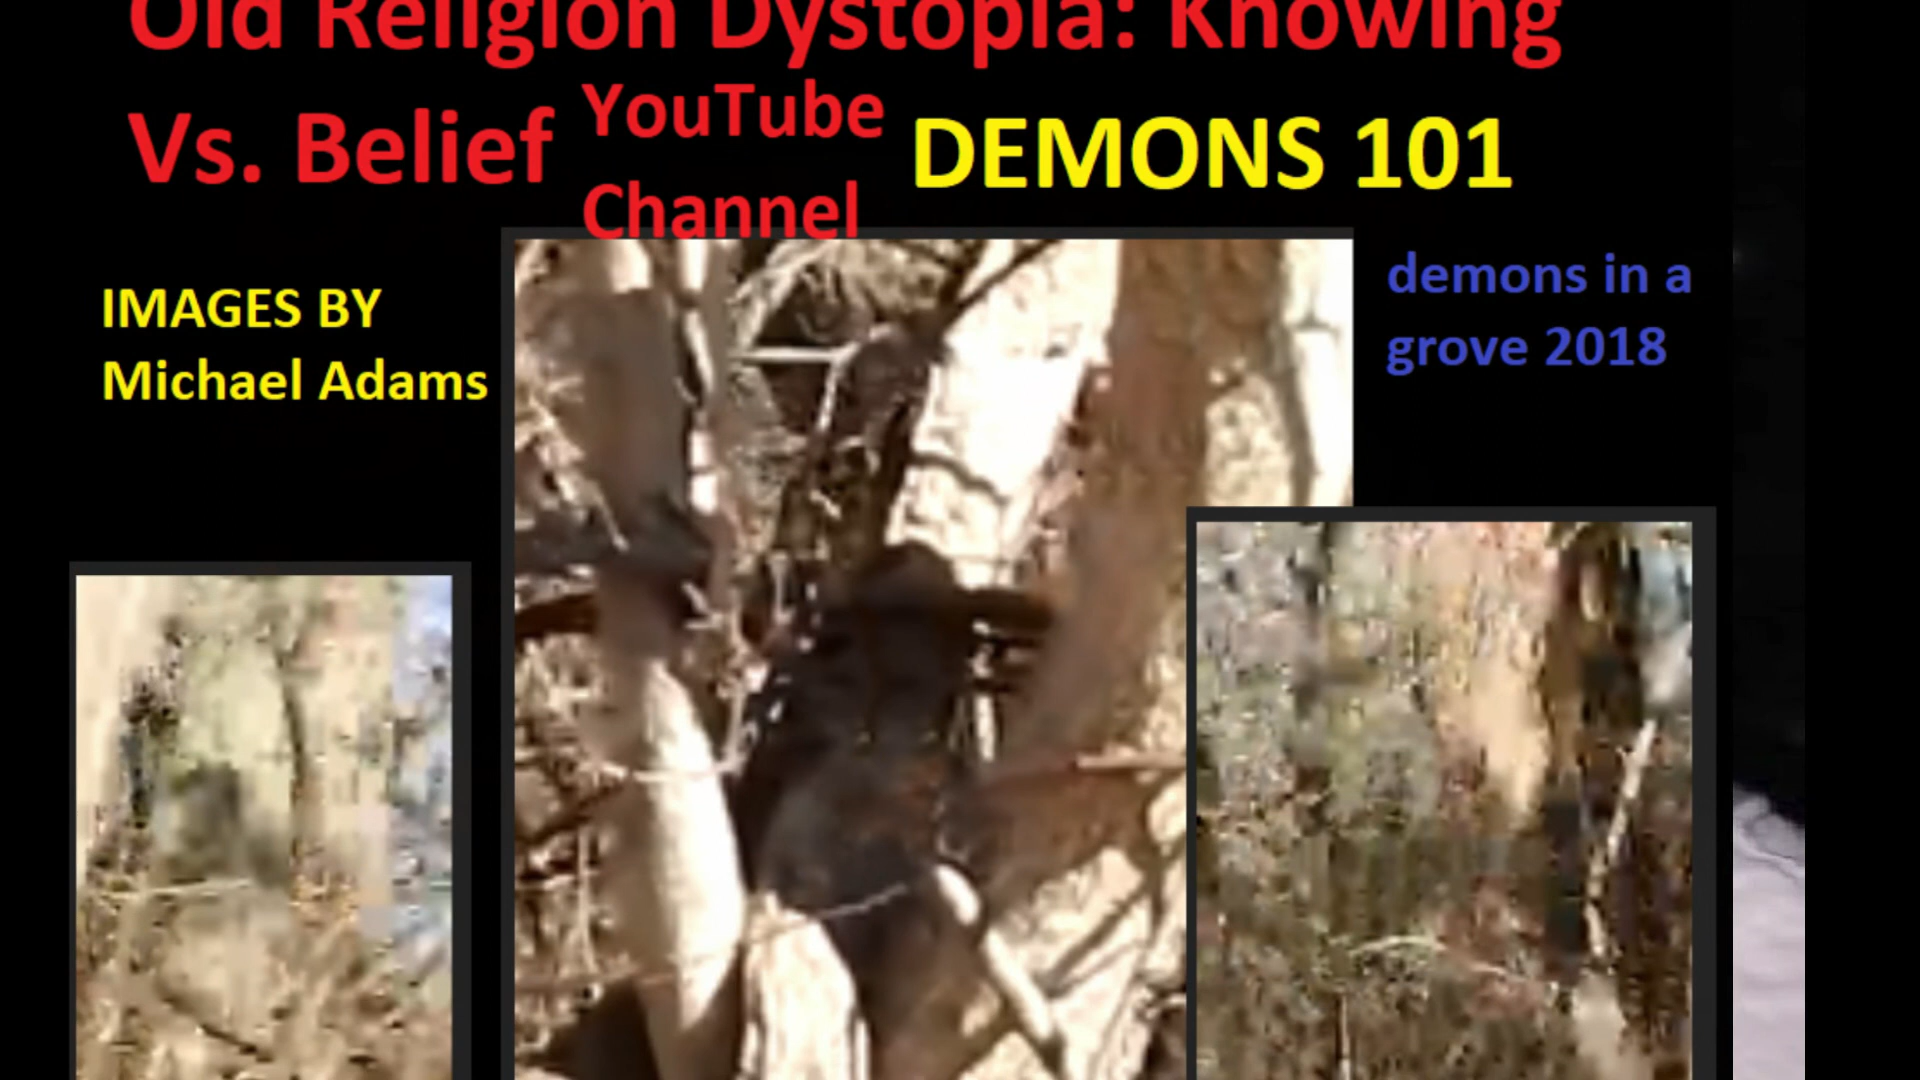 Old Religion Dystopia: Knowing
Vs. Belief YouTube Channel DEMONS 101
IMAGES BY
Michael Adams
demons in a
grove 2018